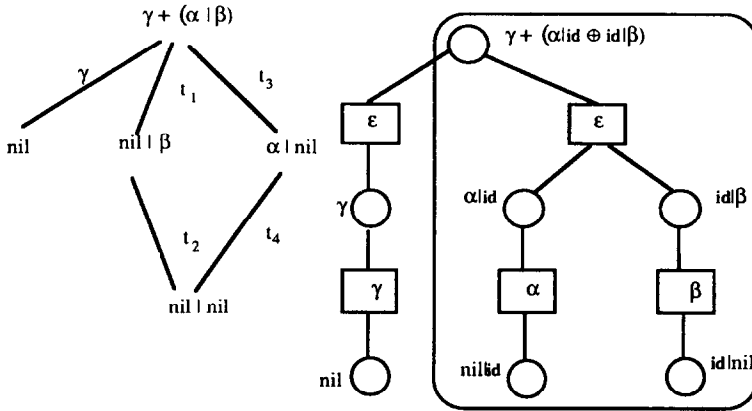 γ + (α | β)
γ + (α|id ⊕ id|β)
γ
t₁
t₃
ε
ε
nil
nil | β
α | nil
γ
α|id
id|β
t₂
t₄
γ
α
β
nil | nil
nil
nil|id
id|nil